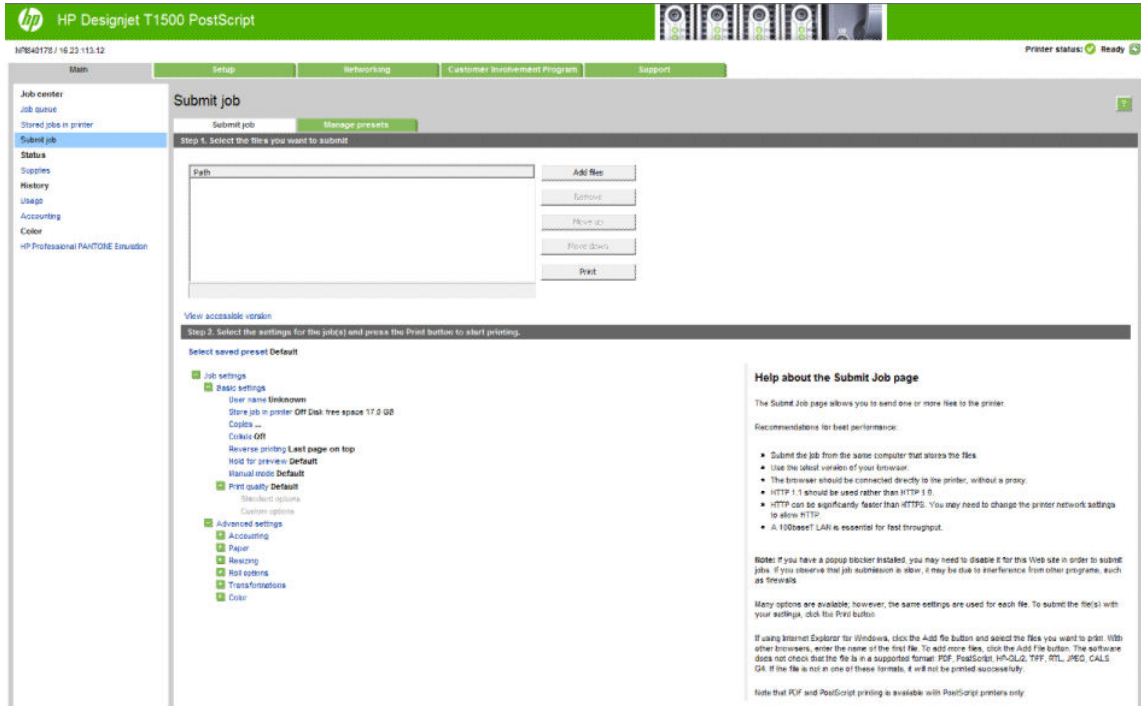 hp HP Designjet T1500 PostScript
NPI840178 / 16.23.113.12
Printer status: Ready
Main Setup Networking Customer Involvement Program Support
Job center
Job queue
Stored jobs in printer
Submit job
Status
Supplies
History
Usage
Accounting
Color
HP Professional PANTONE Emulation
Submit job
?
Submit job Manage presets
Step 1. Select the files you want to submit
Path
Add files
Remove
Move up
Move down
Print
View accessible version
Step 2. Select the settings for the job(s) and press the Print button to start printing.
Select saved preset Default
Job settings
Basic settings
User name Unknown
Store job in printer Off Disk free space 17.0 GB
Copies ...
Collate Off
Reverse printing Last page on top
Hold for preview Default
Manual mode Default
Print quality Default
Standard options
Custom options
Advanced settings
Accounting
Paper
Resizing
Roll options
Transformations
Color
Help about the Submit Job page
The Submit Job page allows you to send one or more files to the printer.
Recommendations for best performance:
Submit the job from the same computer that stores the files.
Use the latest version of your browser.
The browser should be connected directly to the printer, without a proxy.
HTTP 1.1 should be used rather than HTTP 1.0.
HTTP can be significantly faster than HTTPS. You may need to change the printer network settings
to allow HTTP.
A 100baseT LAN is essential for fast throughput.
Note: If you have a popup blocker installed, you may need to disable it for this Web site in order to submit
jobs. If you observe that job submission is slow, it may be due to interference from other programs, such
as firewalls.
Many options are available; however, the same settings are used for each file. To submit the file(s) with
your settings, click the Print button.
If using Internet Explorer for Windows, click the Add file button and select the files you want to print. With
other browsers, enter the name of the first file. To add more files, click the Add File button. The software
does not check that the file is in a supported format: PDF, PostScript, HP-GL/2, TIFF, RTL, JPEG, CALS
G4. If the file is not in one of these formats, it will not be printed successfully.
Note that PDF and PostScript printing is available with PostScript printers only.